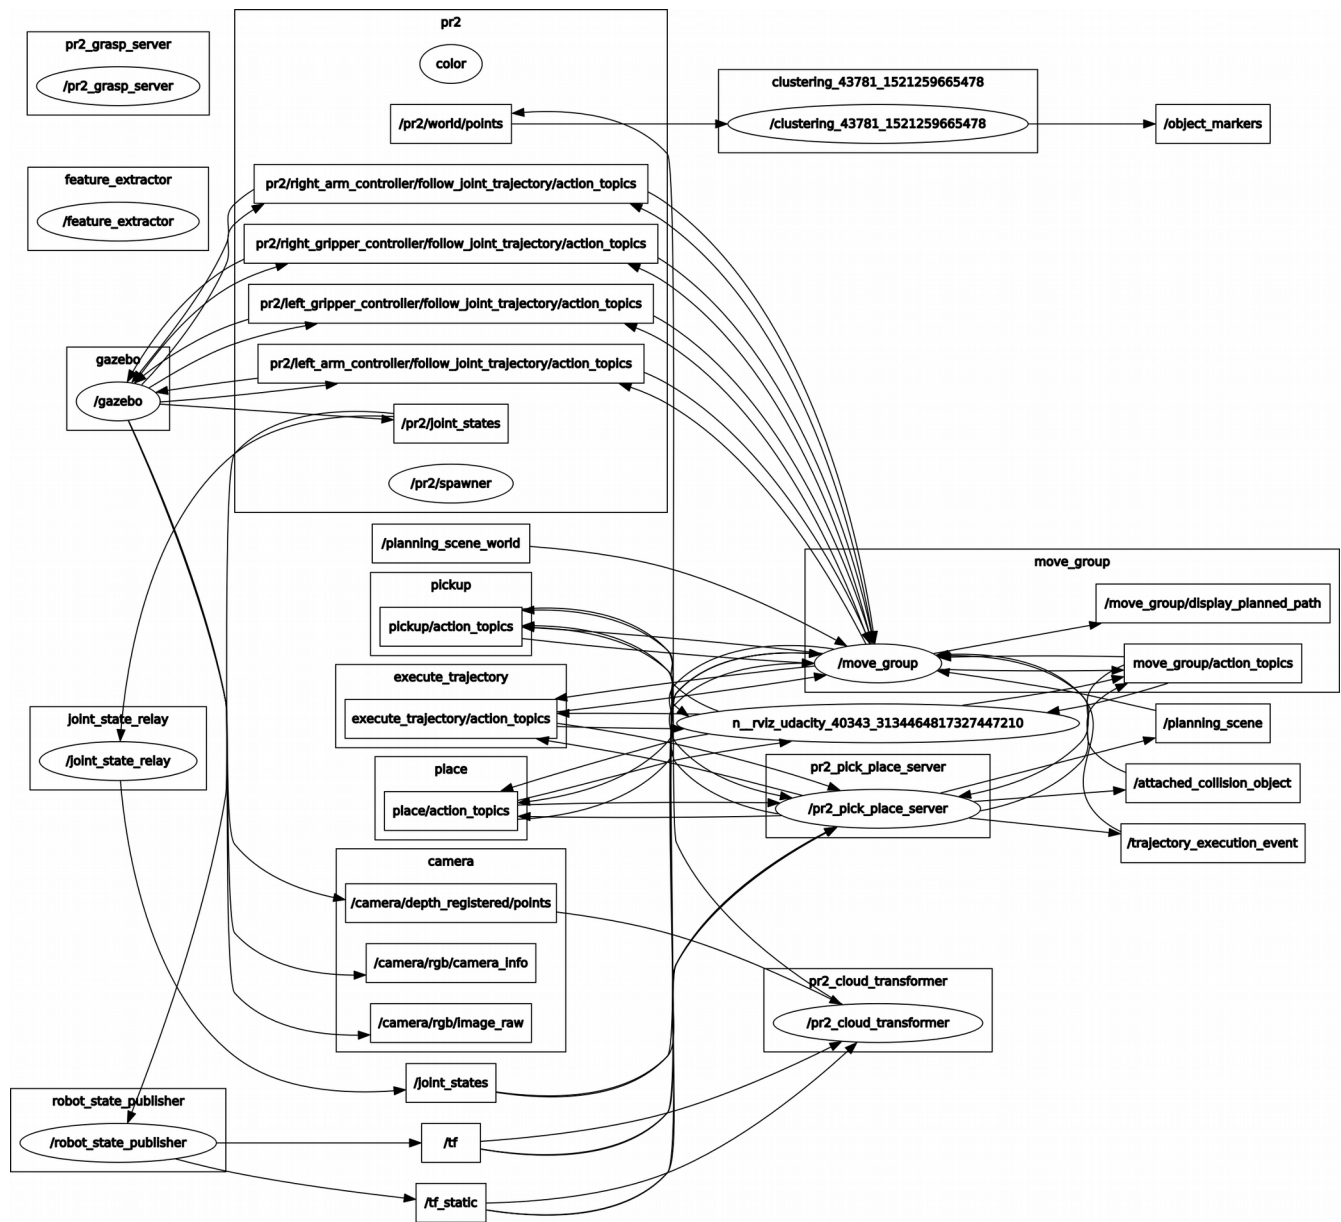 pr2_grasp_server
/pr2_grasp_server
feature_extractor
/feature_extractor
gazebo
/gazebo
joint_state_relay
/joint_state_relay
robot_state_publisher
/robot_state_publisher
pr2
color
/pr2/world/points
pr2/right_arm_controller/follow_joint_trajectory/action_topics
pr2/right_gripper_controller/follow_joint_trajectory/action_topics
pr2/left_gripper_controller/follow_joint_trajectory/action_topics
pr2/left_arm_controller/follow_joint_trajectory/action_topics
/pr2/joint_states
/pr2/spawner
/planning_scene_world
pickup
pickup/action_topics
execute_trajectory
execute_trajectory/action_topics
place
place/action_topics
camera
/camera/depth_registered/points
/camera/rgb/camera_info
/camera/rgb/image_raw
/joint_states
/tf
/tf_static
clustering_43781_1521259665478
/clustering_43781_1521259665478
/object_markers
move_group
/move_group/display_planned_path
/move_group
move_group/action_topics
n__rviz_udacity_40343_3134464817327447210
/planning_scene
pr2_pick_place_server
/pr2_pick_place_server
/attached_collision_object
/trajectory_execution_event
pr2_cloud_transformer
/pr2_cloud_transformer